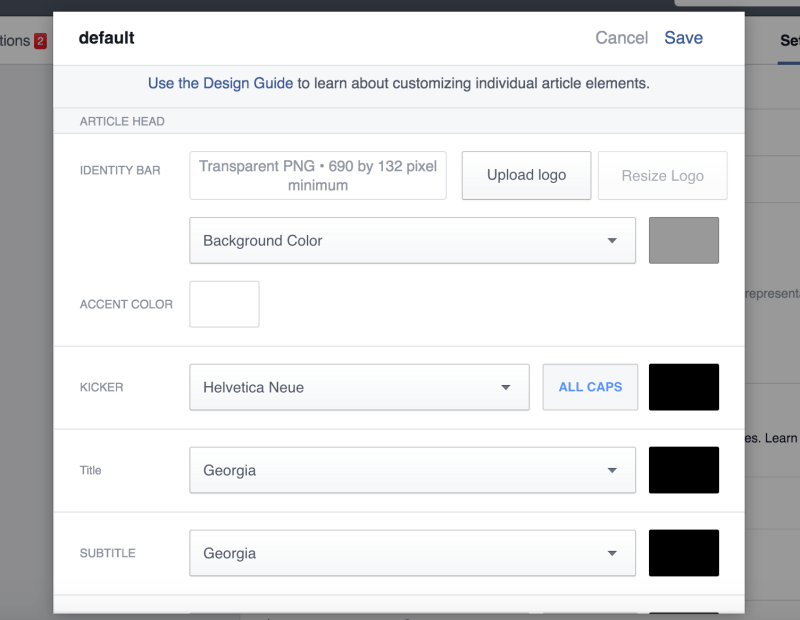 tions 2
default
Cancel Save
Set
Use the Design Guide to learn about customizing individual article elements.
ARTICLE HEAD
IDENTITY BAR
Transparent PNG • 690 by 132 pixel
minimum
Upload logo
Resize Logo
Background Color
represent
ACCENT COLOR
KICKER
Helvetica Neue
ALL CAPS
es. Learn
Title
Georgia
SUBTITLE
Georgia